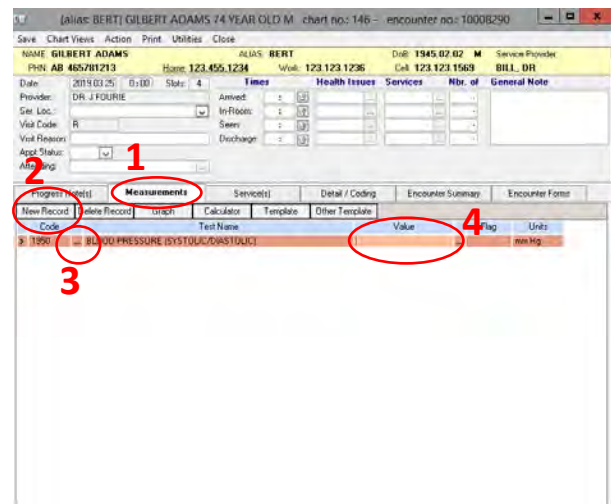 [alias: BERT] GILBERT ADAMS 74 YEAR OLD M chart no.: 146 - encounter no.: 10008290
Save Chart Views Action Print Utilities Close
NAME GILBERT ADAMS ALIAS BERT DoB 1945.02.02 M Service Provider
PHN AB 465781213 Home 123.455.1234 Work 123.123.1236 Cell 123.123.1569 BILL, DR
Date 2019.03.25 0:00 Slots 4 Times Health Issues Services Nbr. of General Note
Provider: DR. J FOURIE Arrived :
Ser. Loc.: In-Room: :
Visit Code: R Seen: :
Visit Reason: Discharge :
Appt Status:
Attending:
1
Progress Note(s) Measurements Service(s) Detail / Coding Encounter Summary Encounter Forms
2
New Record Delete Record Graph Calculator Template Other Template
Code Test Name Value Flag Units
4
1950 ... BLOOD PRESSURE (SYSTOLIC/DIASTOLIC) ... mm Hg
3